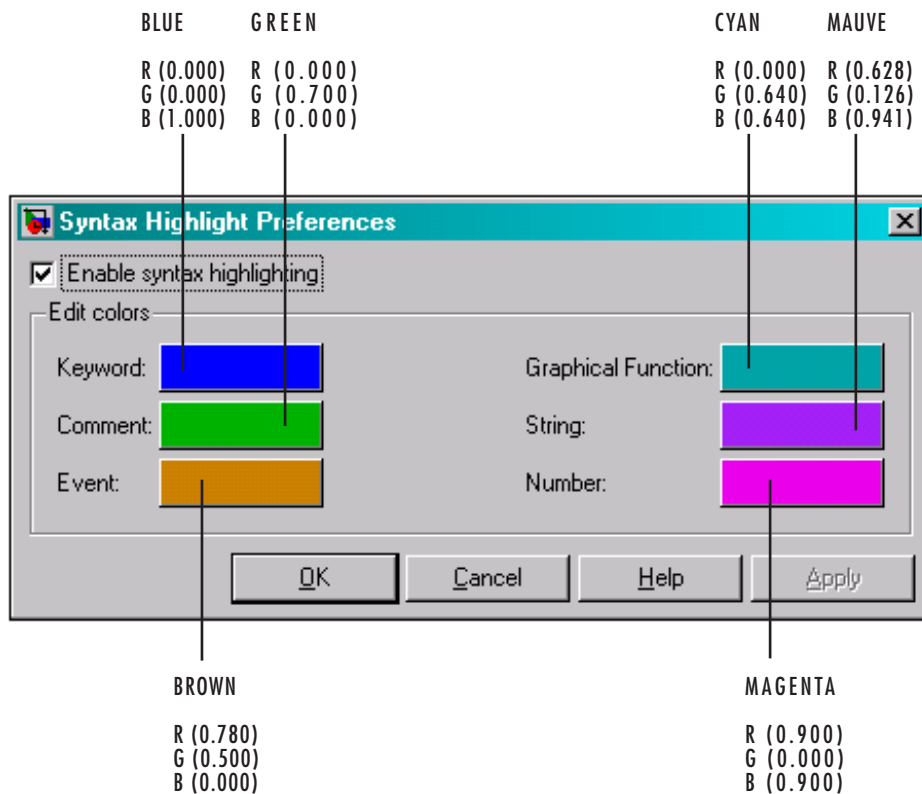 BLUE GREEN CYAN MAUVE
R (0.000) R (0.000) R (0.000) R (0.628)
G (0.000) G (0.700) G (0.640) G (0.126)
B (1.000) B (0.000) B (0.640) B (0.941)
Syntax Highlight Preferences
Enable syntax highlighting
Edit colors
Keyword: Graphical Function:
Comment: String:
Event: Number:
OK Cancel Help Apply
BROWN MAGENTA
R (0.780) R (0.900)
G (0.500) G (0.000)
B (0.000) B (0.900)